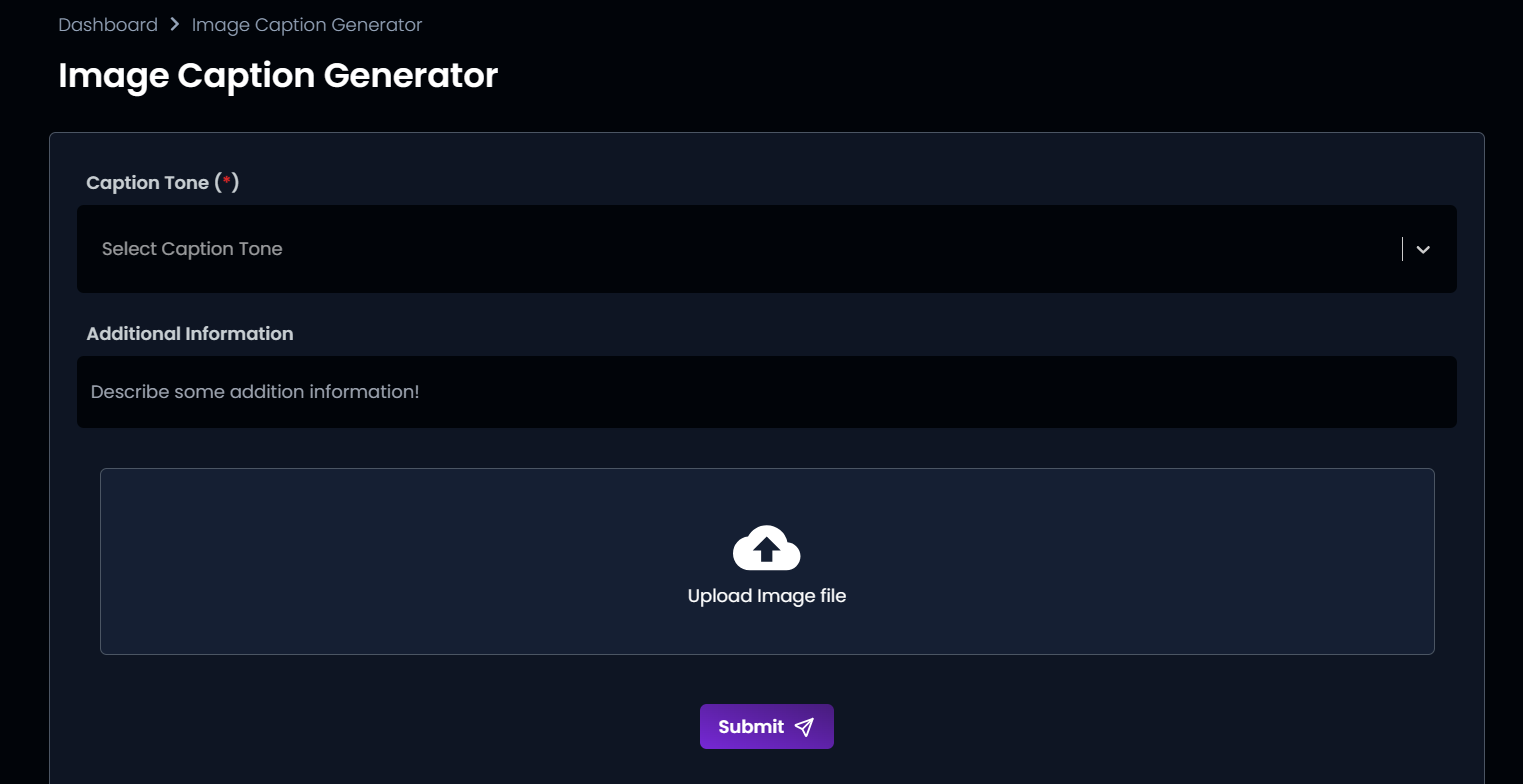 Dashboard > Image Caption Generator
Image Caption Generator
Caption Tone (*)
Select Caption Tone
Additional Information
Describe some addition information!
Upload Image file
Submit